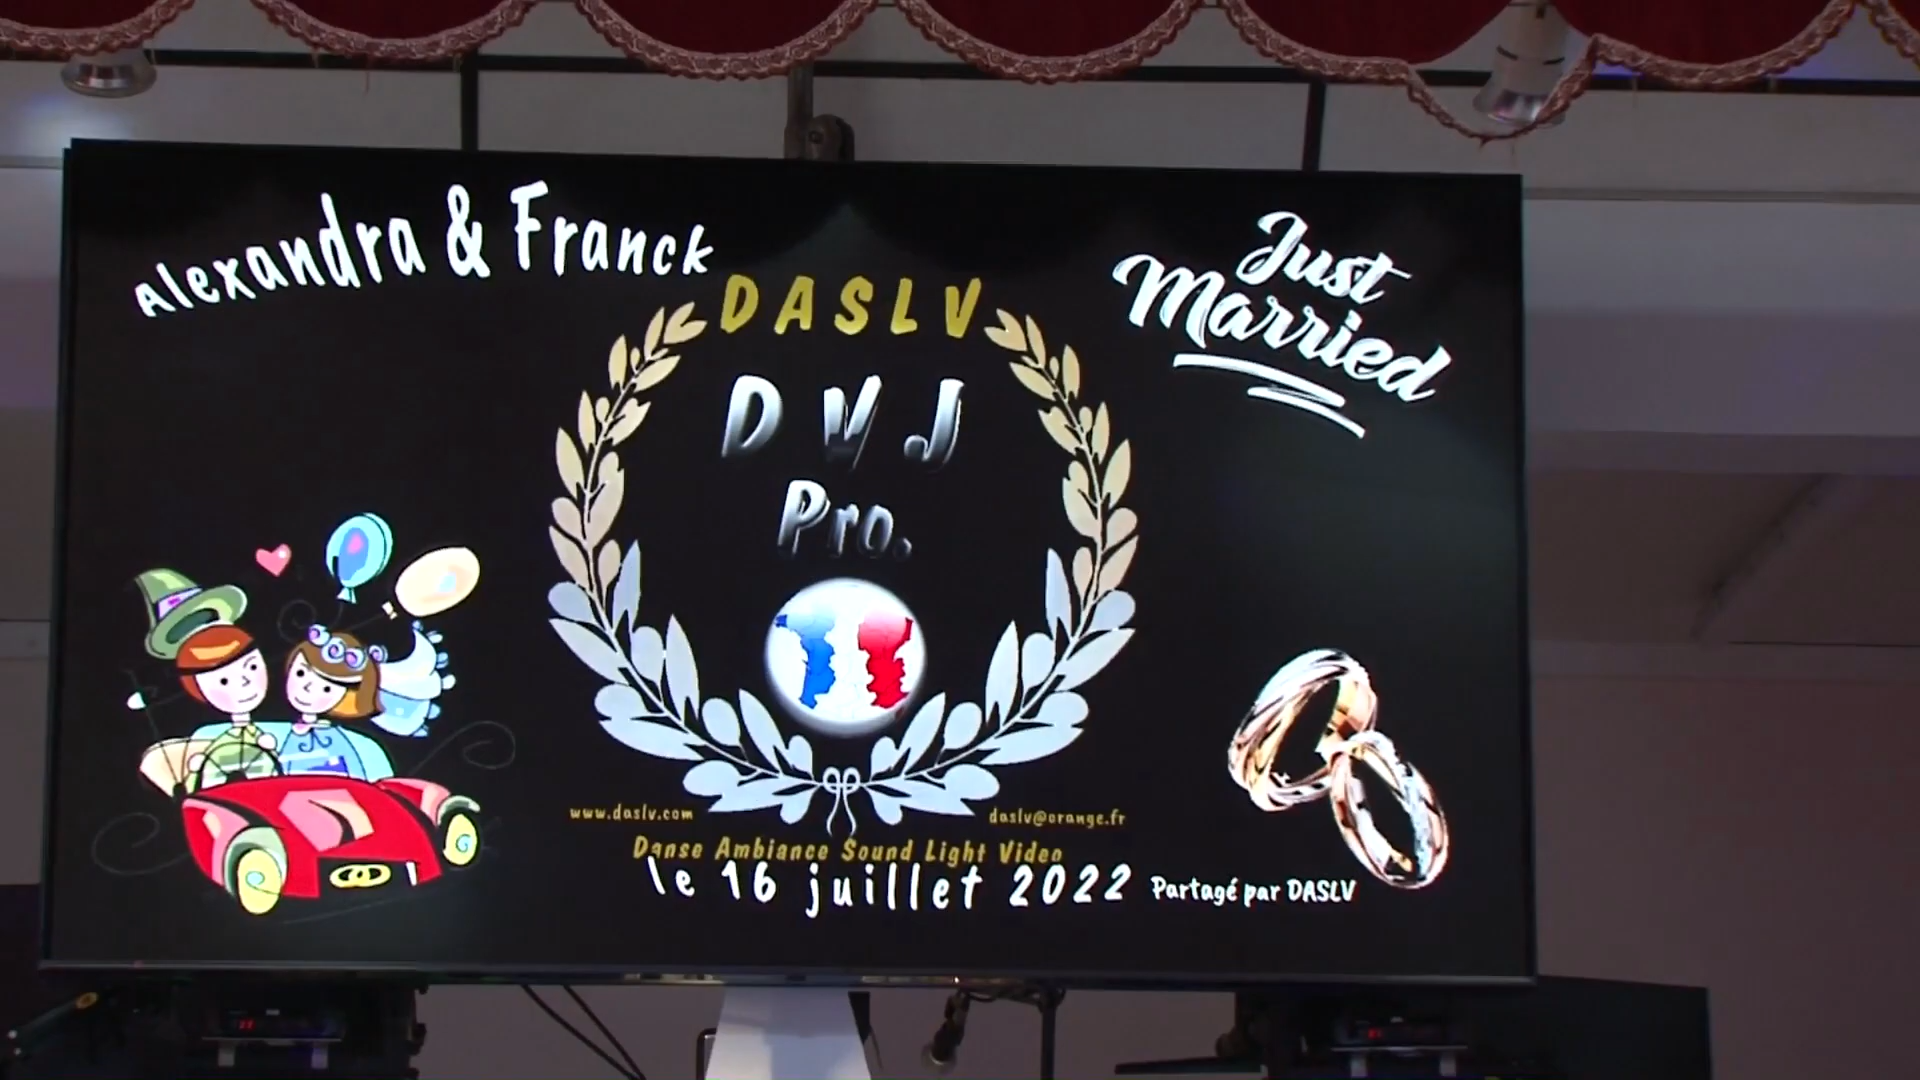 Alexandra & Franck
Just
Married
DASLV
DVJ
Pro.
www.daslv.com
daslv@orange.fr
Danse Ambiance Sound Light Video
le 16 juillet 2022
Partagé par DASLV